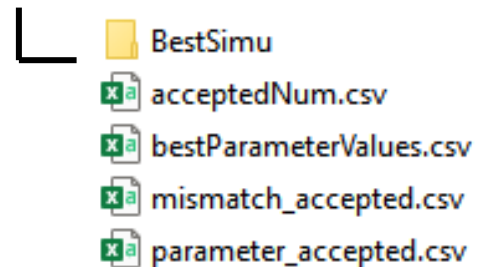 BestSimu
acceptedNum.csv
bestParameterValues.csv
mismatch_accepted.csv
parameter_accepted.csv